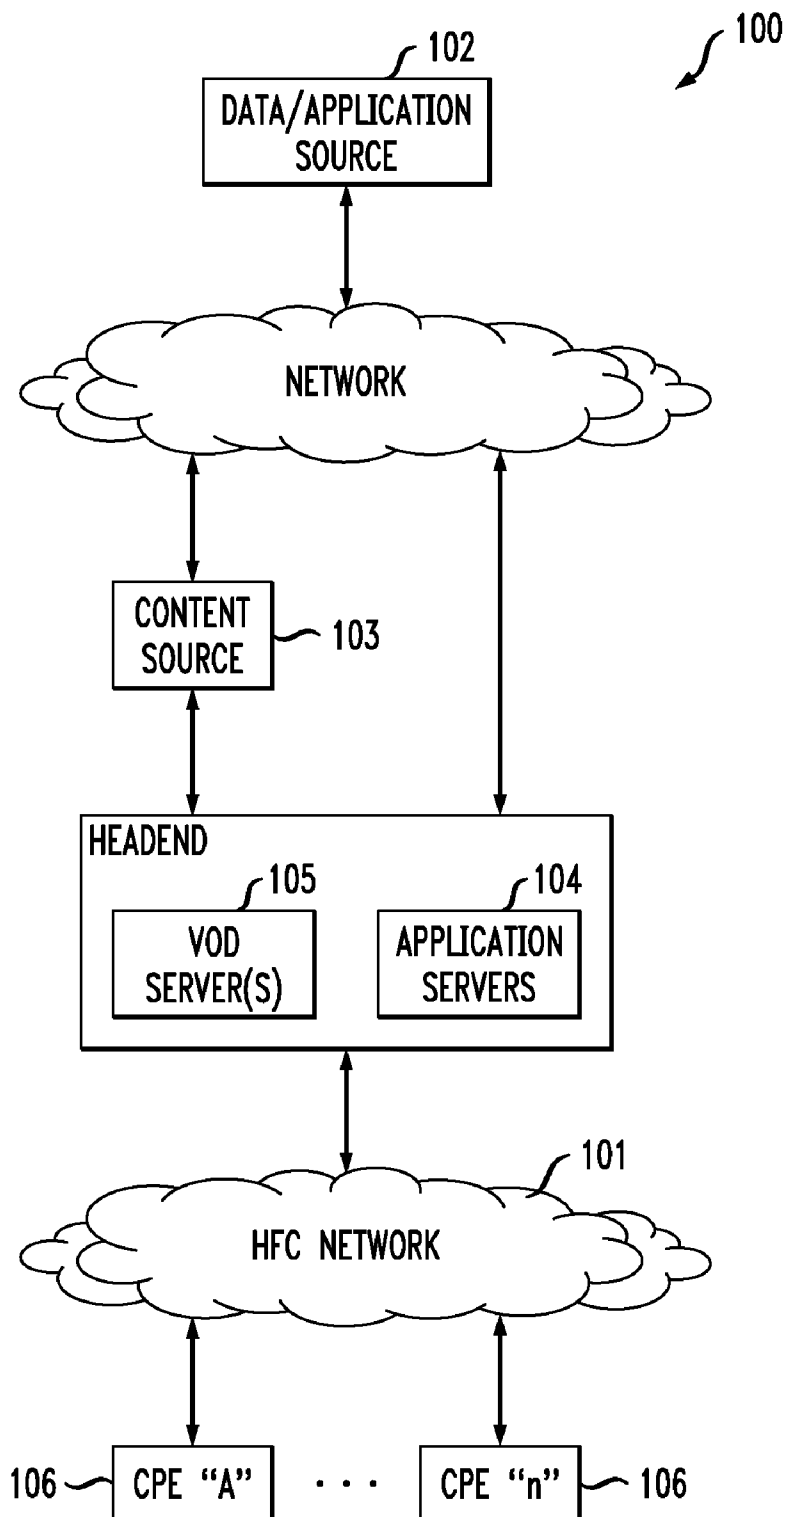 100
102
DATA/APPLICATION
SOURCE
NETWORK
CONTENT
SOURCE
103
HEADEND
105
104
VOD
SERVER(S)
APPLICATION
SERVERS
101
HFC NETWORK
106
CPE “A”
. . .
CPE “n”
106